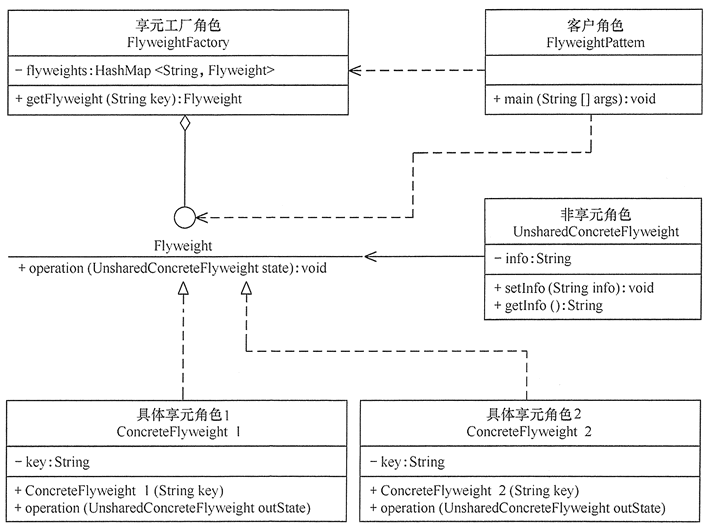 享元工厂角色
FlyweightFactory
- flyweights:HashMap <String, Flyweight>
+ getFlyweight (String key):Flyweight
客户角色
FlyweightPattem
+ main (String [] args):void
Flyweight
+ operation (UnsharedConcreteFlyweight state):void
非享元角色
UnsharedConcreteFlyweight
- info:String
+ setInfo (String info):void
+ getInfo ():String
具体享元角色1
ConcreteFlyweight 1
- key:String
+ ConcreteFlyweight 1 (String key)
+ operation (UnsharedConcreteFlyweight outState)
具体享元角色2
ConcreteFlyweight 2
- key:String
+ ConcreteFlyweight 2 (String key)
+ operation (UnsharedConcreteFlyweight outState)